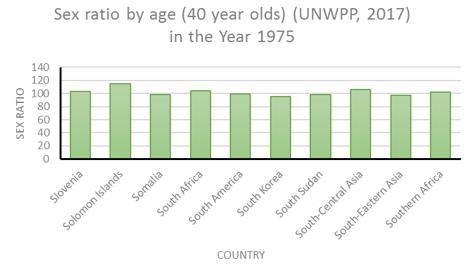 Sex ratio by age (40 year olds) (UNWPP, 2017)
in the Year 1975
SEX RATIO
140
120
100
80
60
40
20
0
Slovenia
Solomon Islands
Somalia
South Africa
South America
South Korea
South Sudan
South-Central Asia
South-Eastern Asia
Southern Africa
COUNTRY